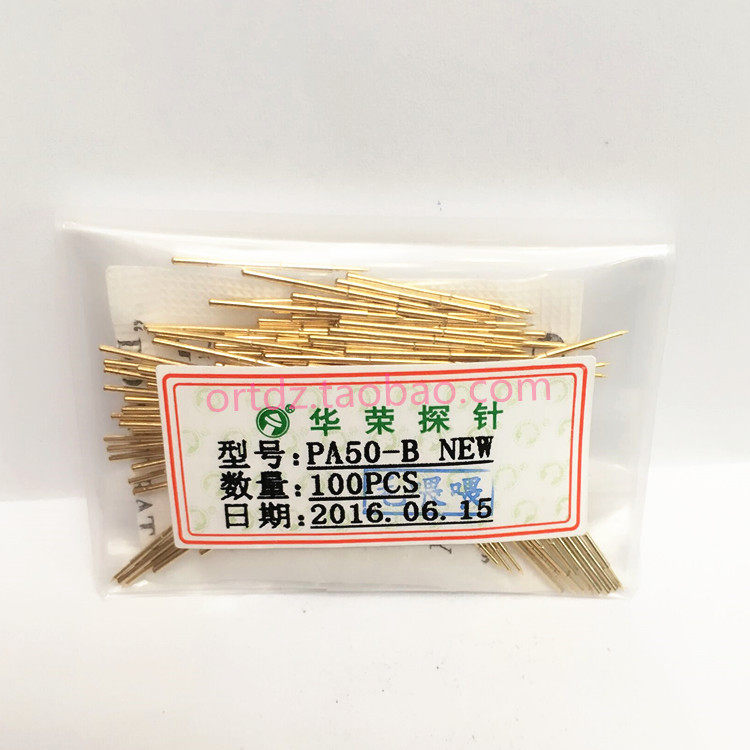 ortdz.taobao.com
华荣探针
型号:PA50-B NEW
数量:100PCS
日期:2016.06.15